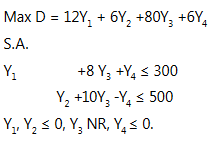 Max D = 12Y₁ + 6Y₂ +80Y₃ +6Y₄
S.A.
Y₁ +8 Y₃ +Y₄ ≤ 300
Y₂ +10Y₃ -Y₄ ≤ 500
Y₁, Y₂ ≤ 0, Y₃ NR, Y₄ ≤ 0.